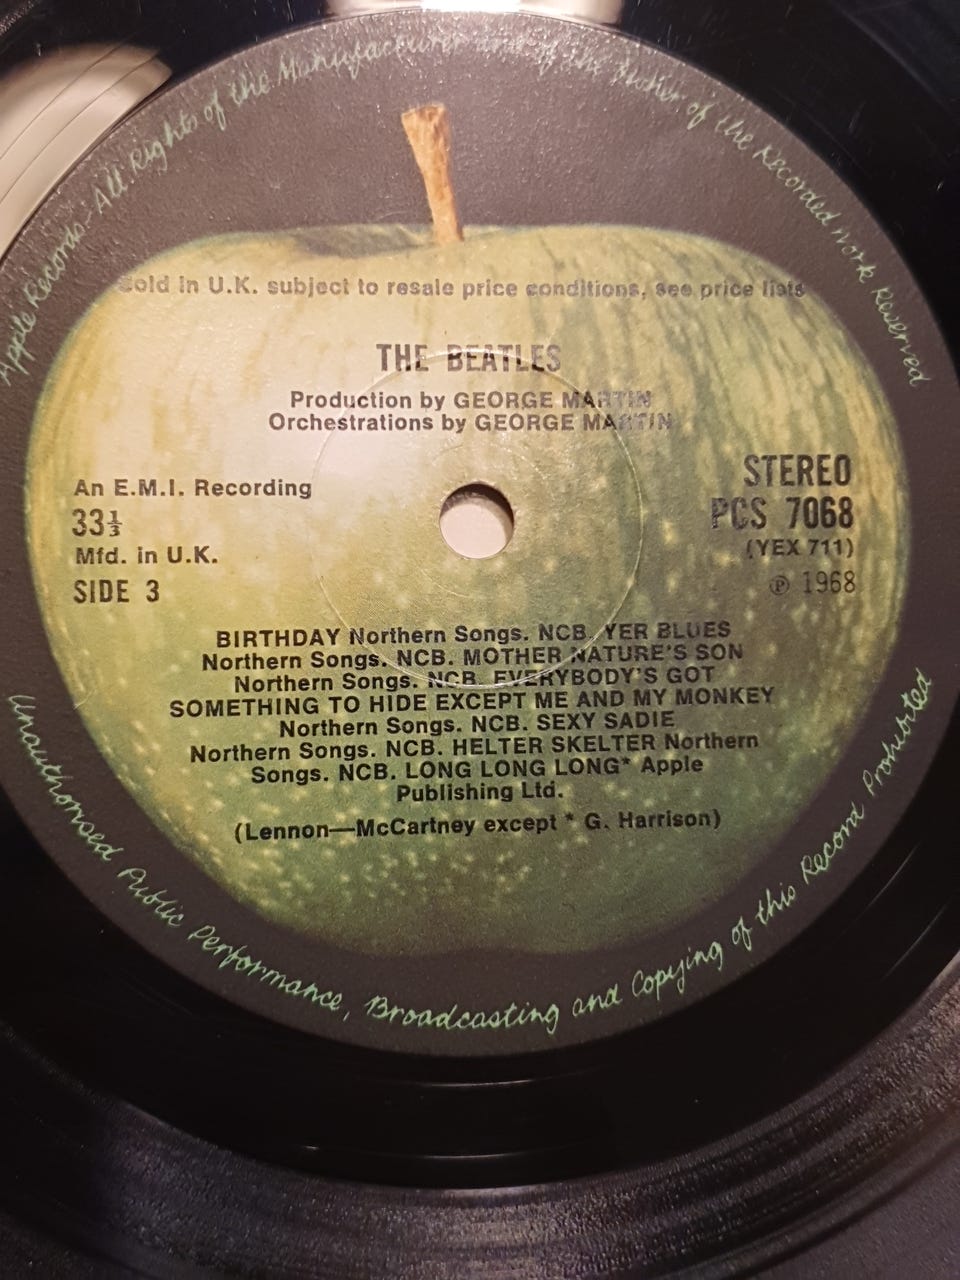 Apple Records - All Rights of the Manufacturer and of the Owner of the Recorded Work Reserved
Sold in U.K. subject to resale price conditions, see price lists
THE BEATLES
Production by GEORGE MARTIN
Orchestrations by GEORGE MARTIN
An E.M.I. Recording
33⅓
Mfd. in U.K.
SIDE 3
STEREO
PCS 7068
(YEX 711)
℗ 1968
BIRTHDAY Northern Songs. NCB. YER BLUES
Northern Songs. NCB. MOTHER NATURE'S SON
Northern Songs. NCB. EVERYBODY'S GOT
SOMETHING TO HIDE EXCEPT ME AND MY MONKEY
Northern Songs. NCB. SEXY SADIE
Northern Songs. NCB. HELTER SKELTER Northern
Songs. NCB. LONG LONG LONG* Apple
Publishing Ltd.
(Lennon—McCartney except * G. Harrison)
Unauthorised Public Performance, Broadcasting and Copying of this Record Prohibited